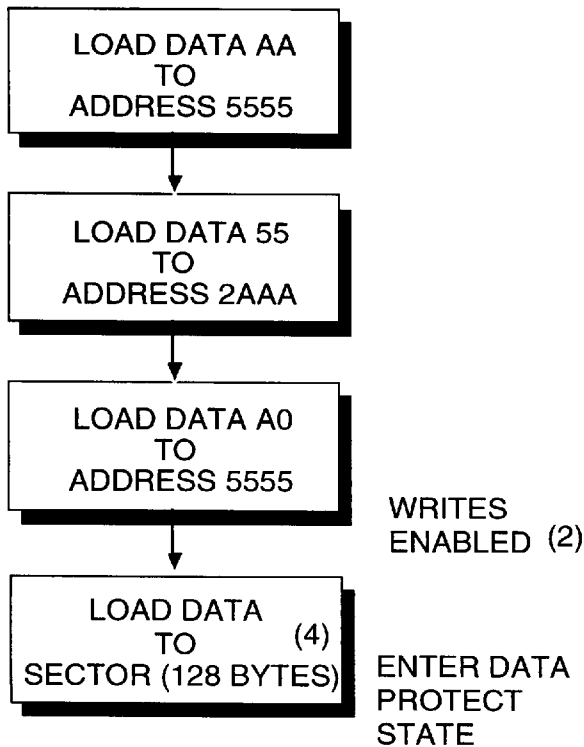 LOAD DATA AA
TO
ADDRESS 5555
LOAD DATA 55
TO
ADDRESS 2AAA
LOAD DATA A0
TO
ADDRESS 5555
WRITES
ENABLED (2)
LOAD DATA
TO (4)
SECTOR (128 BYTES)
ENTER DATA
PROTECT
STATE